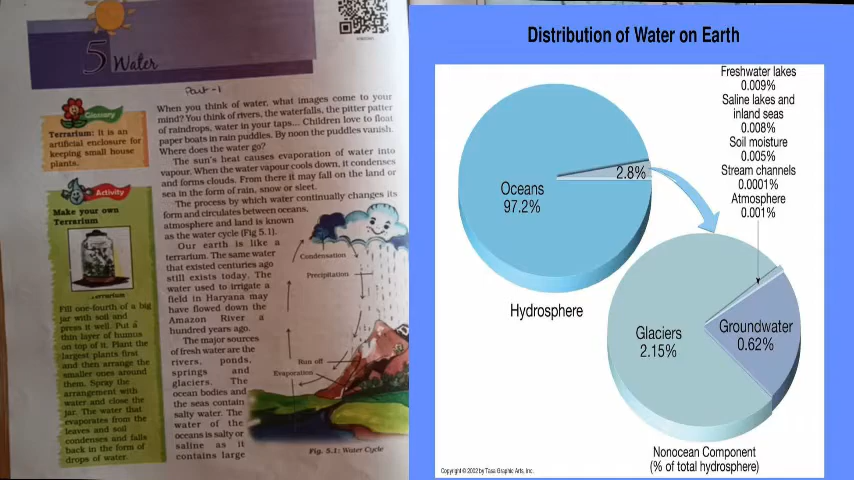 5 Water
Part-1
Glossary
Terrarium: It is an
artificial enclosure for
keeping small house
plants.
Activity
Make your own
Terrarium
Terrarium
Fill one-fourth of a big
jar with soil and
press it well. Put a
thin layer of humus
on top of it. Plant the
largest plants first
and then arrange the
smaller ones around
them. Spray the
arrangement with
water and close the
jar. The water that
evaporates from the
leaves and soil
condenses and falls
back in the form of
drops of water.
When you think of water, what images come to your
mind? You think of rivers, the waterfalls, the pitter patter
of raindrops, water in your taps... Children love to float
paper boats in rain puddles. By noon the puddles vanish.
Where does the water go?
The sun's heat causes evaporation of water into
vapour. When the water vapour cools down, it condenses
and forms clouds. From there it may fall on the land or
sea in the form of rain, snow or sleet.
The process by which water continually changes its
form and circulates between oceans,
atmosphere and land is known
as the water cycle (Fig 5.1).
Our earth is like a
terrarium. The same water
that existed centuries ago
still exists today. The
water used to irrigate a
field in Haryana may
have flowed down the
Amazon River a
hundred years ago.
The major sources
of fresh water are the
rivers, ponds,
springs and
glaciers. The
ocean bodies and
the seas contain
salty water. The
water of the
oceans is salty or
saline as it
contains large
Condensation
Precipitation
Run off
Evaporation
Fig. 5.1: Water Cycle
Distribution of Water on Earth
Freshwater lakes
0.009%
Saline lakes and
inland seas
0.008%
Soil moisture
0.005%
Stream channels
0.0001%
Atmosphere
0.001%
2.8%
Oceans
97.2%
Hydrosphere
Glaciers
2.15%
Groundwater
0.62%
Nonocean Component
(% of total hydrosphere)
Copyright © 2002 by Tasa Graphic Arts, Inc.